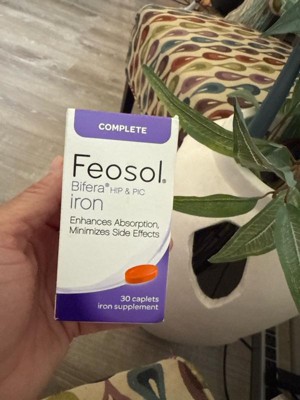 COMPLETE
Feosol®
Bifera® HIP & PIC
iron
Enhances Absorption,
Minimizes Side Effects
30 caplets
iron supplement